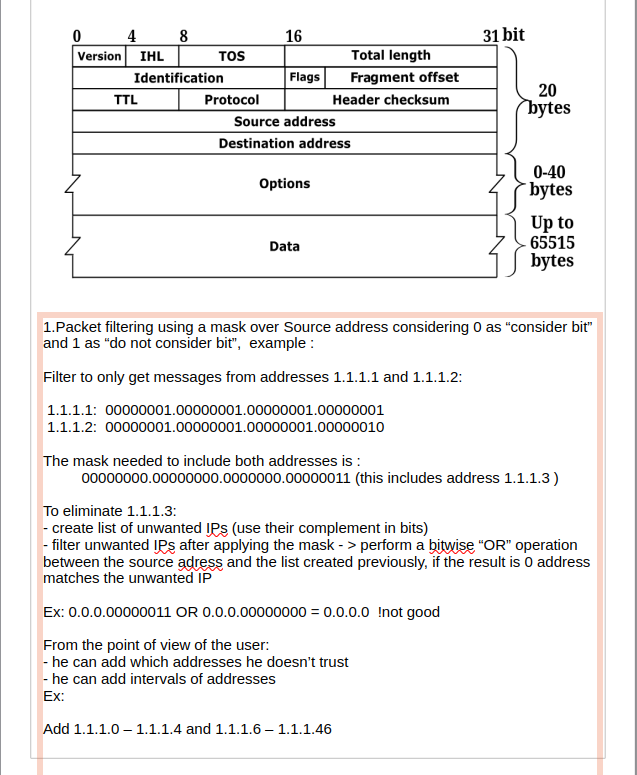 0 4 8 16 31 bit
Version IHL TOS Total length
Identification Flags Fragment offset
TTL Protocol Header checksum
Source address
Destination address
20
bytes
Options
0-40
bytes
Data
Up to
65515
bytes
1.Packet filtering using a mask over Source address considering 0 as “consider bit”
and 1 as “do not consider bit”, example :
Filter to only get messages from addresses 1.1.1.1 and 1.1.1.2:
1.1.1.1: 00000001.00000001.00000001.00000001
1.1.1.2: 00000001.00000001.00000001.00000010
The mask needed to include both addresses is :
00000000.00000000.0000000.00000011 (this includes address 1.1.1.3 )
To eliminate 1.1.1.3:
- create list of unwanted IPs (use their complement in bits)
- filter unwanted IPs after applying the mask - > perform a bitwise “OR” operation
between the source adress and the list created previously, if the result is 0 address
matches the unwanted IP
Ex: 0.0.0.00000011 OR 0.0.0.00000000 = 0.0.0.0 !not good
From the point of view of the user:
- he can add which addresses he doesn’t trust
- he can add intervals of addresses
Ex:
Add 1.1.1.0 – 1.1.1.4 and 1.1.1.6 – 1.1.1.46